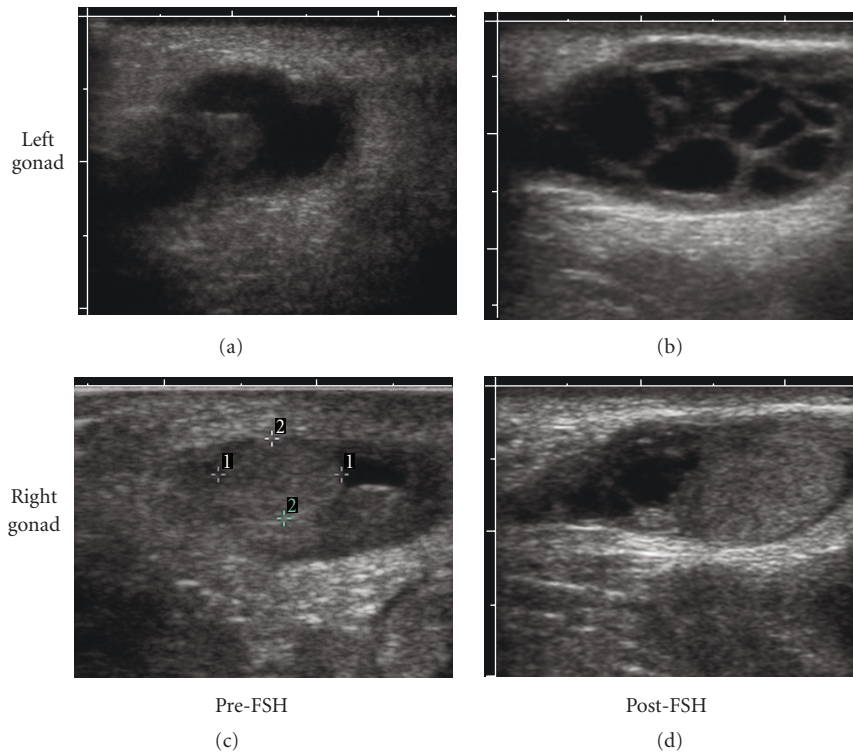 Left
gonad
(a)
(b)
2
1
1
2
Right
gonad
Pre-FSH
Post-FSH
(c)
(d)